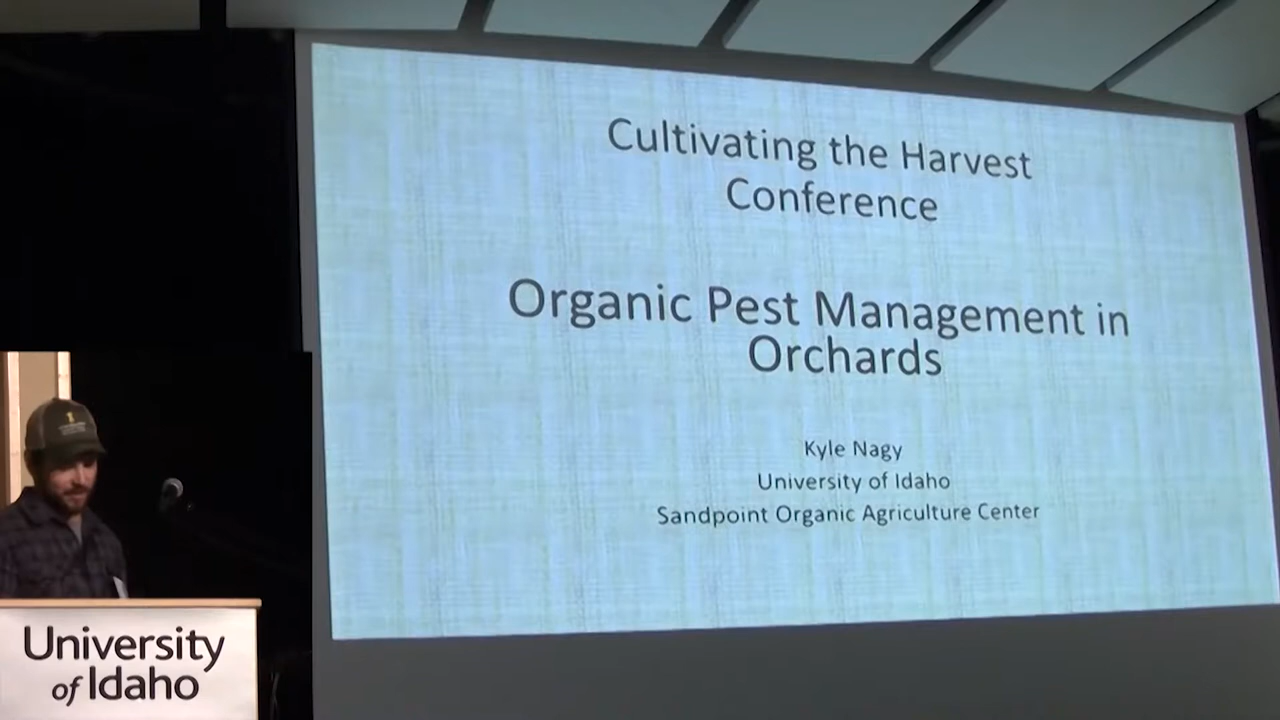 Cultivating the Harvest
Conference
Organic Pest Management in
Orchards
Kyle Nagy
University of Idaho
Sandpoint Organic Agriculture Center
University
of Idaho